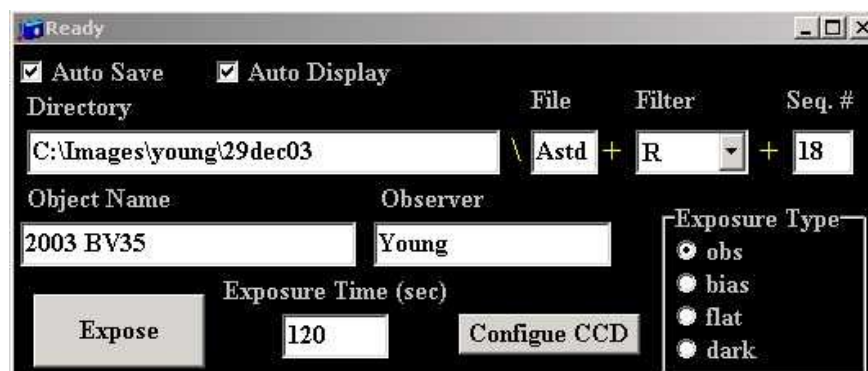 Ready
Auto Save Auto Display
Directory File Filter Seq. #
C:\Images\young\29dec03 \ Astd + R + 18
Object Name Observer
2003 BV35 Young
Exposure Type
obs
bias
flat
dark
Exposure Time (sec)
Expose 120 Configue CCD